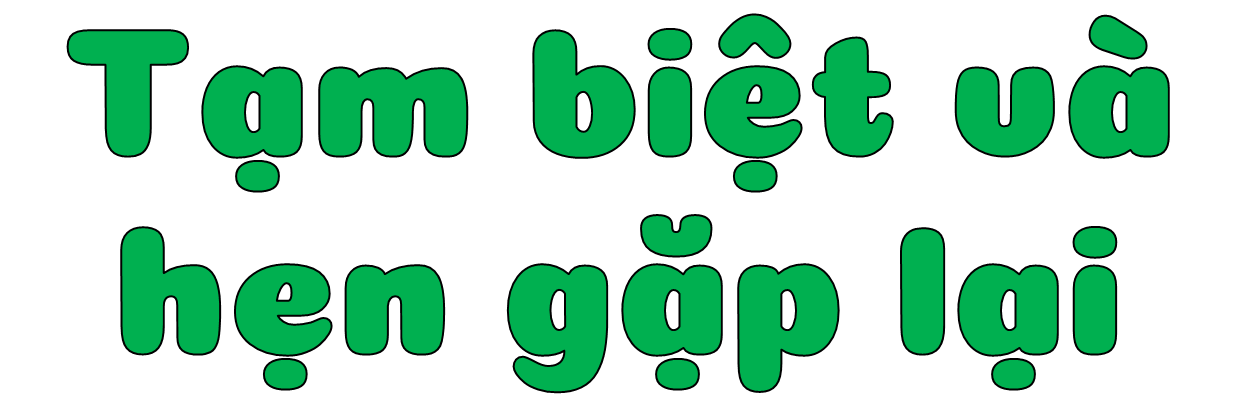 Tạm biệt và
hẹn gặp lại